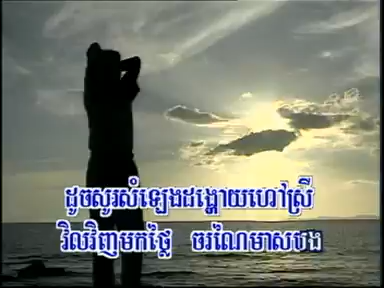 ដូចសូរសំឡេងដង្ហោយហៅស្រី
វិលវិញមកថ្លៃ ចរណៃមាសបង